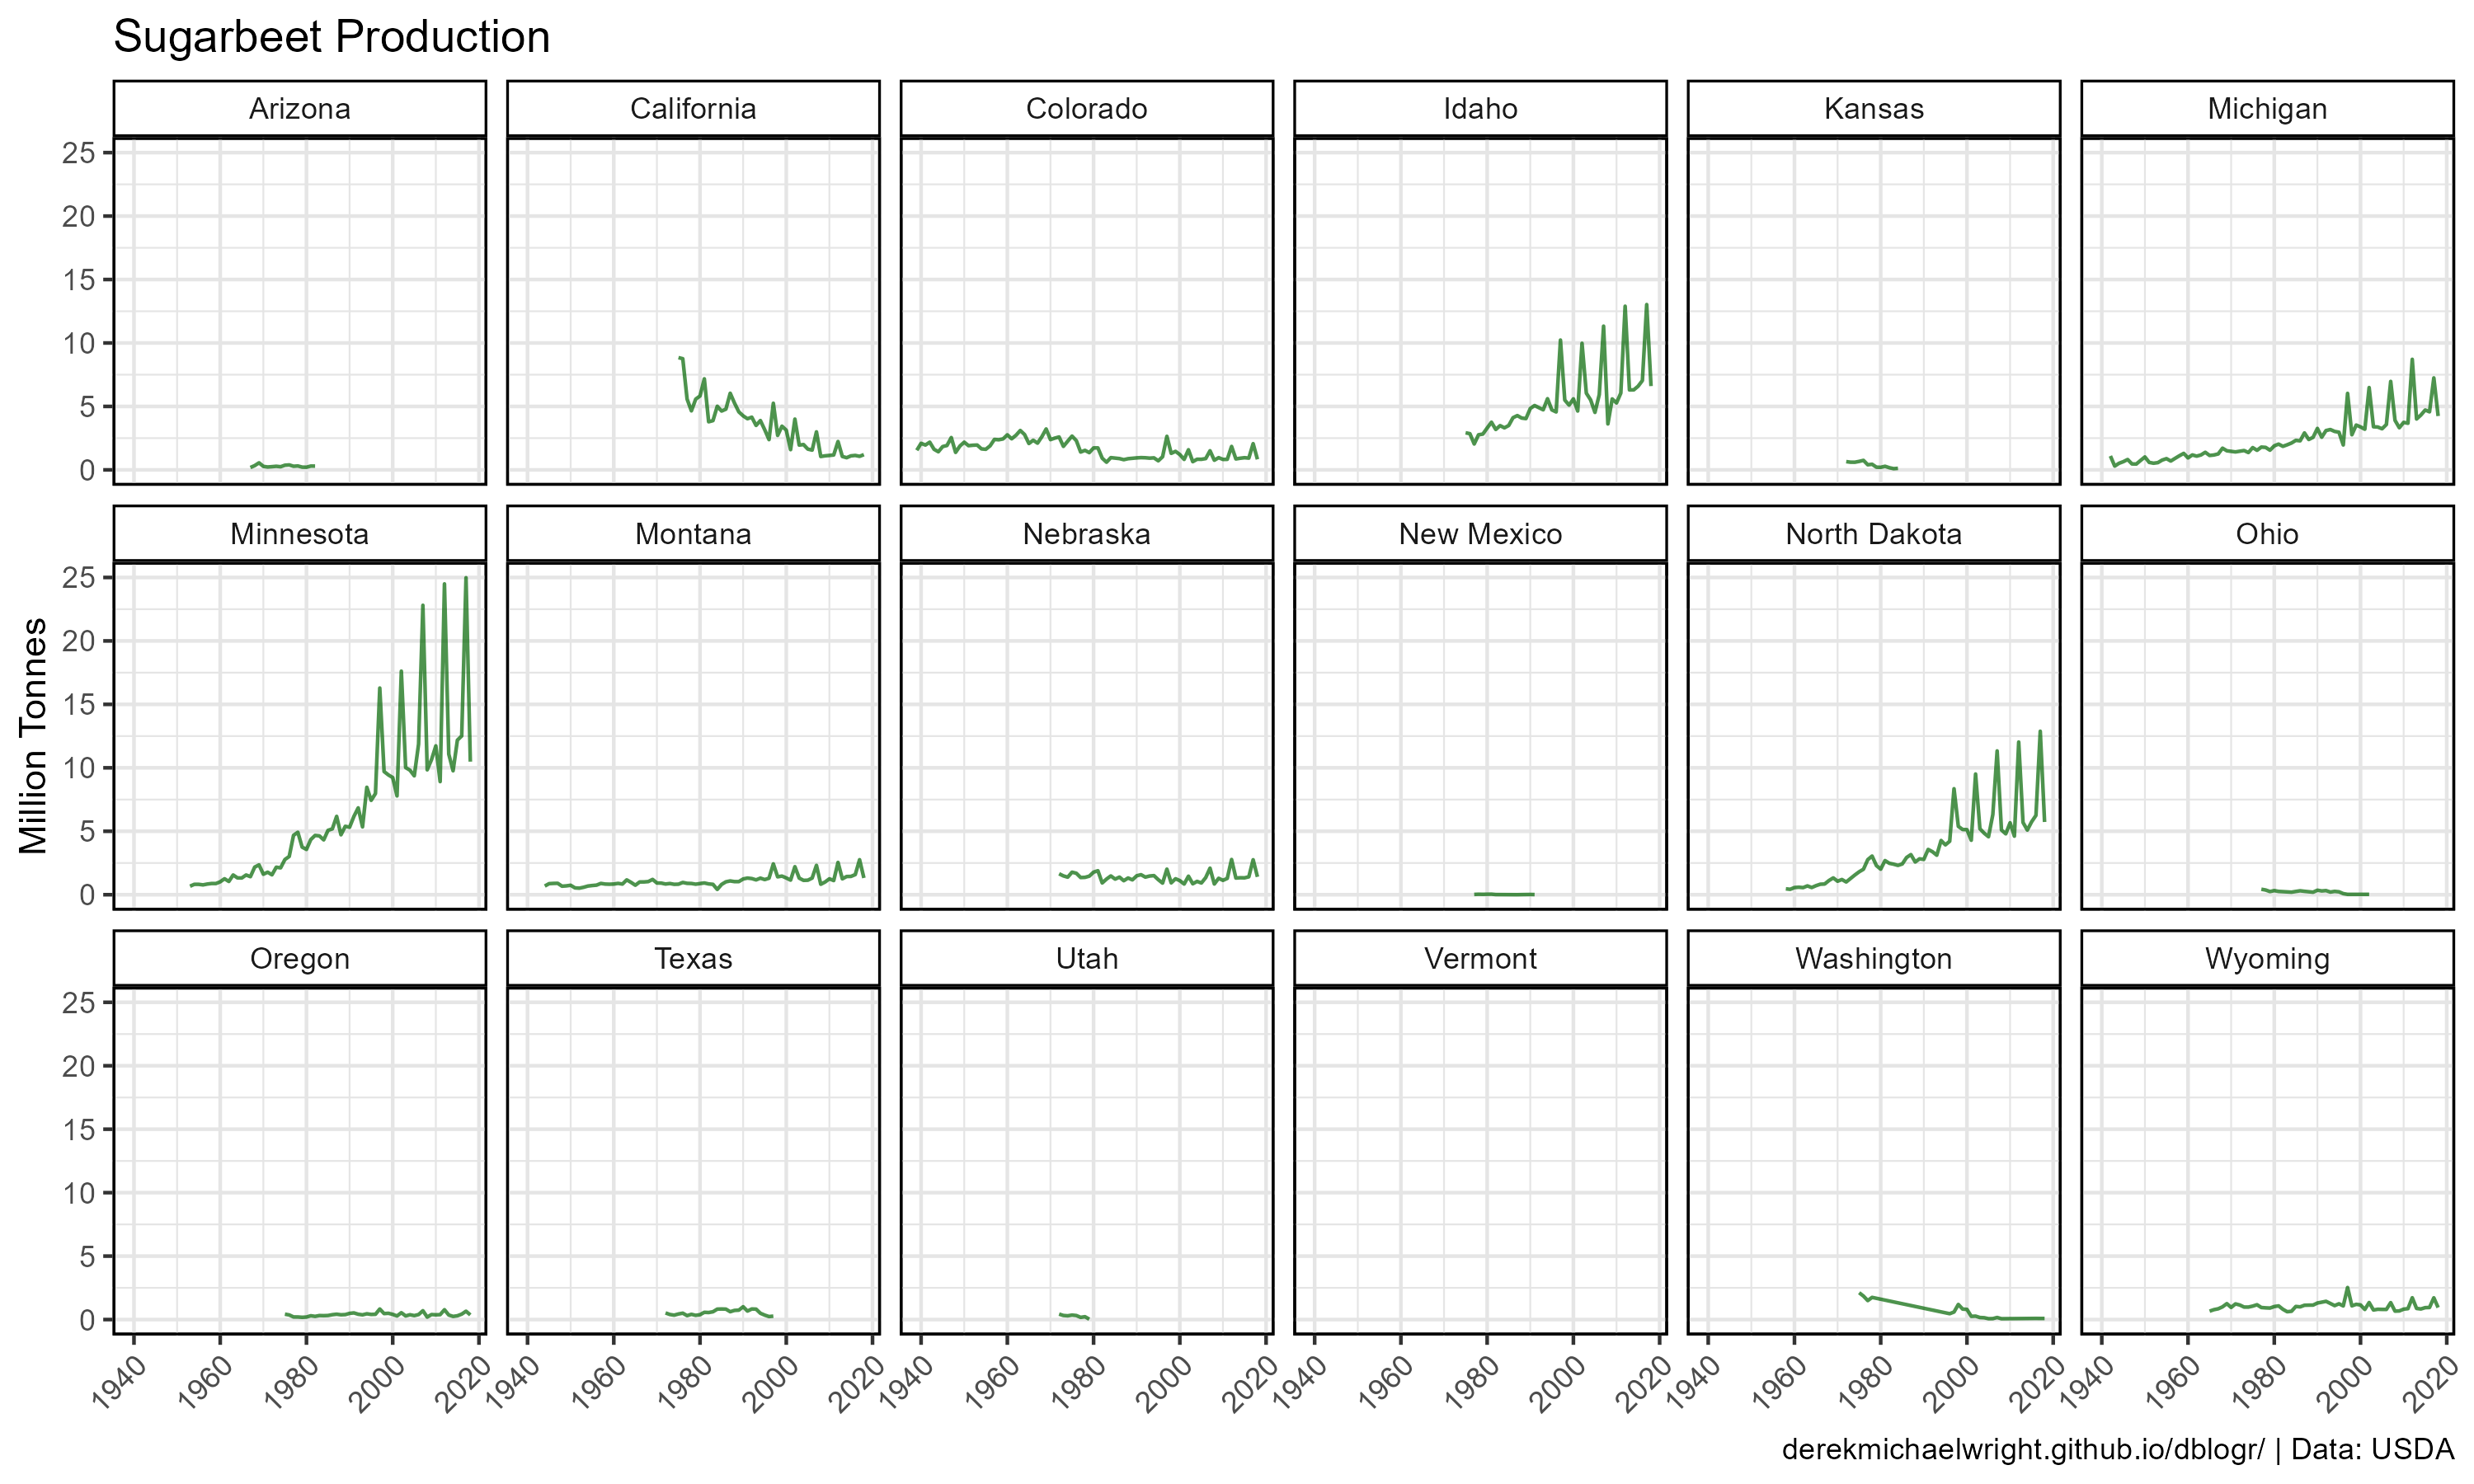 Sugarbeet Production
Arizona California Colorado Idaho Kansas Michigan
25
20
15
10
5
0
Minnesota Montana Nebraska New Mexico North Dakota Ohio
25
20
15
10
5
0
Million Tonnes
Oregon Texas Utah Vermont Washington Wyoming
25
20
15
10
5
0
1940 1960 1980 2000 2020 1940 1960 1980 2000 2020 1940 1960 1980 2000 2020 1940 1960 1980 2000 2020 1940 1960 1980 2000 2020 1940 1960 1980 2000 2020
derekmichaelwright.github.io/dblogr/ | Data: USDA